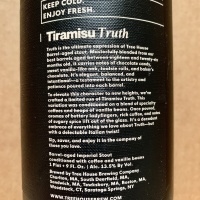 KEEP COLD.
ENJOY FRESH.
Tiramisu Truth
Truth is the ultimate expression of Tree House
Barrel-aged stout. Masterfully blended from our
best barrels aged between eighteen and twenty-six
months old, it carries notes of chocolate candy,
sweet vanilla-like oak, tootsie rolls, and baker's
chocolate. It's elegant, balanced, and
intentional—a testament to the artistry and
patience poured into each barrel.
To elevate this character to new heights, we've
crafted a limited run of Tiramisu Truth. This
variation was conditioned on a blend of specialty
coffees and heaps of vanilla beans. Once poured,
aromas of buttery ladyfingers, rich coffee, and
of sugary spice lift out of the glass. It's a decadent
embrace of everything we love about Truth—but
with a delectable Italian twist!
Sip, savor, and enjoy it in the company of
those you love.
Barrel-aged Imperial Stout
conditioned with coffee and vanilla beans
1 Pint + 9 Fl. Oz. | Alc. 13.5% By Vol.
Brewed by Tree House Brewing Company
Charlton, MA, South Deerfield, MA,
Sandwich, MA, Tewksbury, MA,
Woodstock, CT, Saratoga Springs, NY
WWW.TREEHOUSEBREW.COM